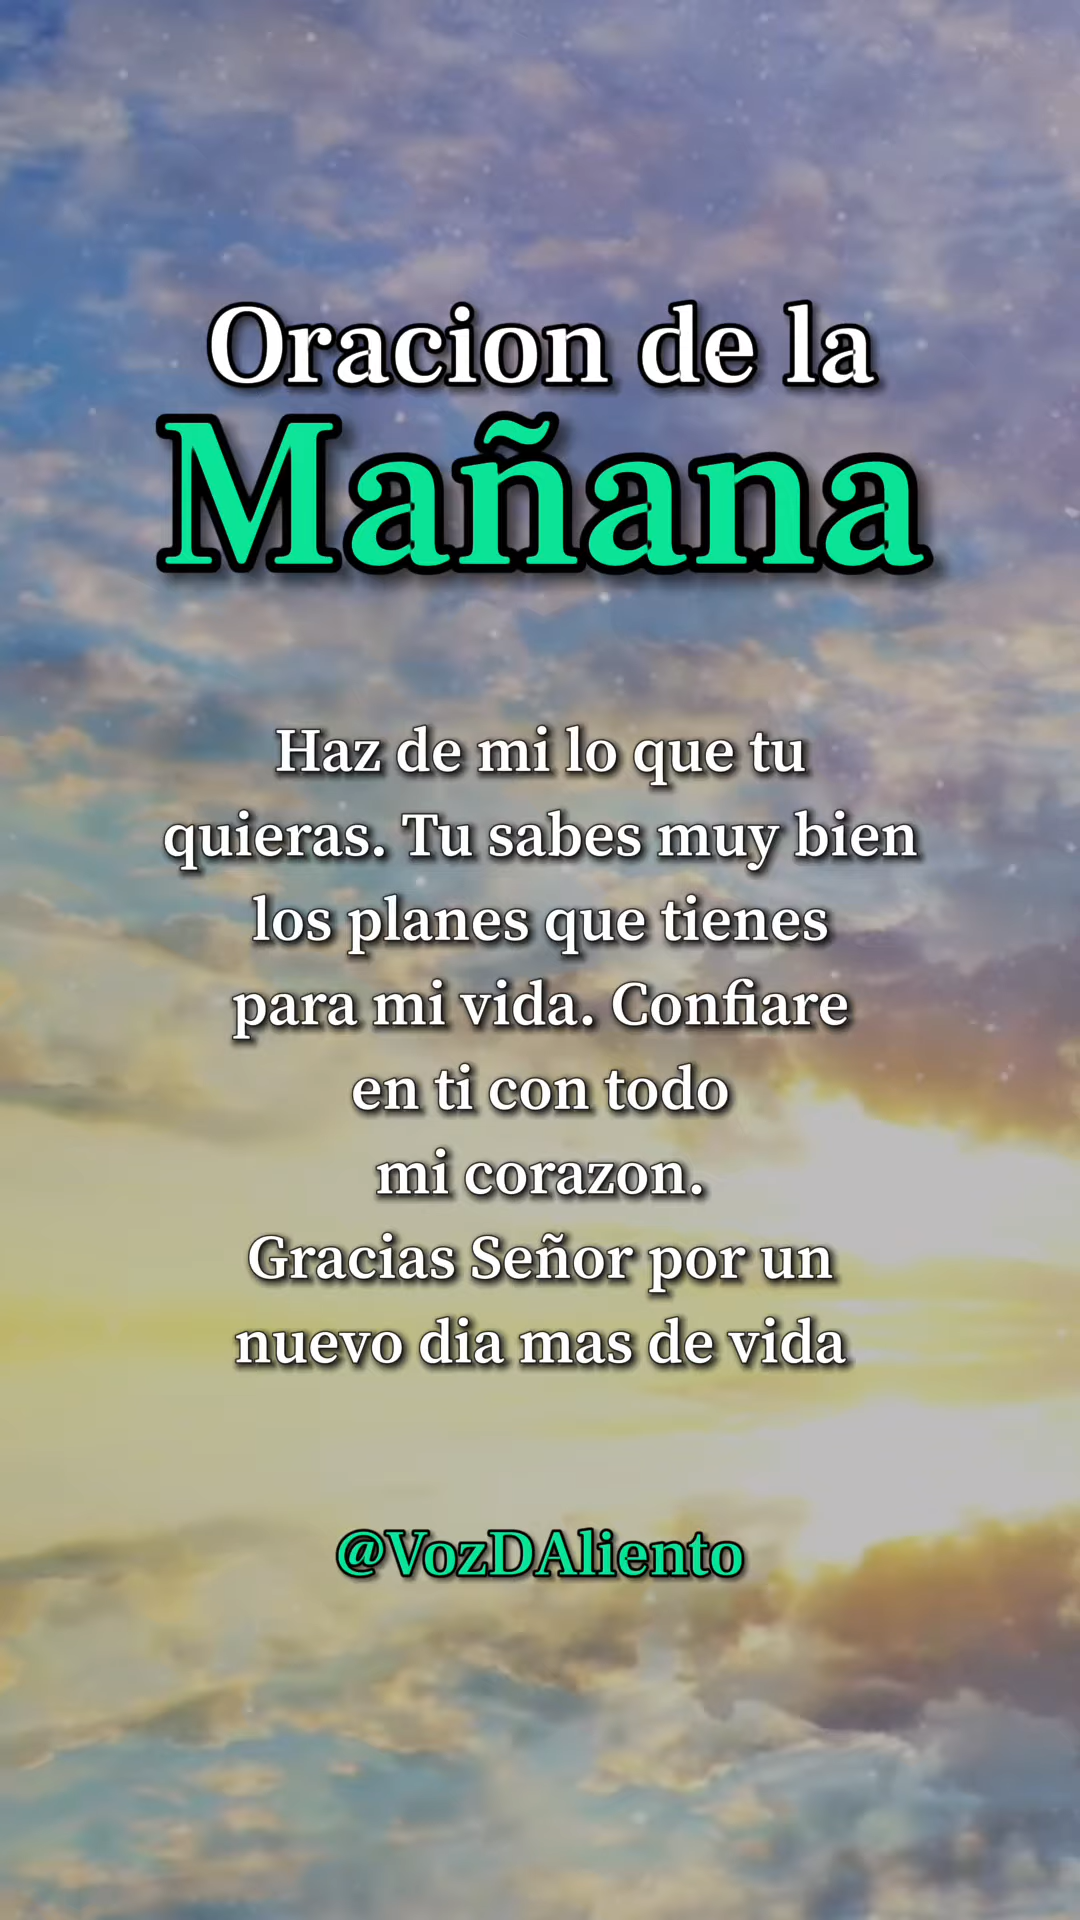 Oracion de la
Mañana
Haz de mi lo que tu
quieras. Tu sabes muy bien
los planes que tienes
para mi vida. Confiare
en ti con todo
mi corazon.
Gracias Señor por un
nuevo dia mas de vida
@VozDAliento